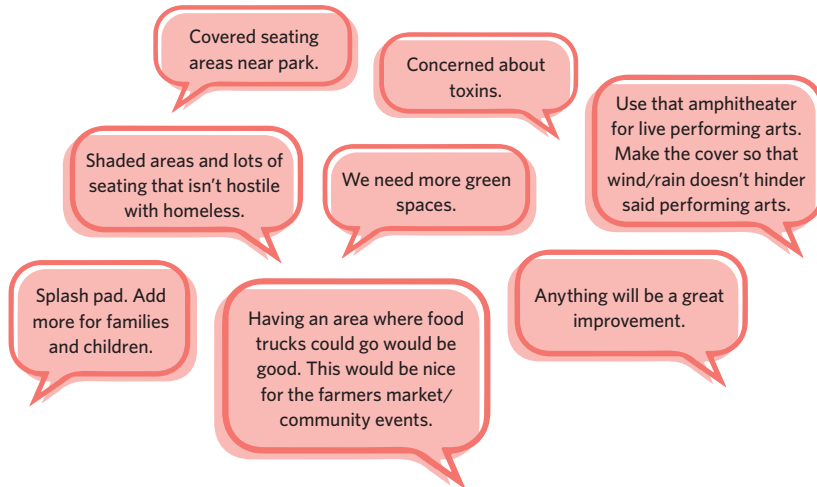 Covered seating
areas near park.
Concerned about
toxins.
Use that amphitheater
for live performing arts.
Make the cover so that
wind/rain doesn't hinder
said performing arts.
Shaded areas and lots of
seating that isn't hostile
with homeless.
We need more green
spaces.
Splash pad. Add
more for families
and children.
Having an area where food
trucks could go would be
good. This would be nice
for the farmers market/
community events.
Anything will be a great
improvement.